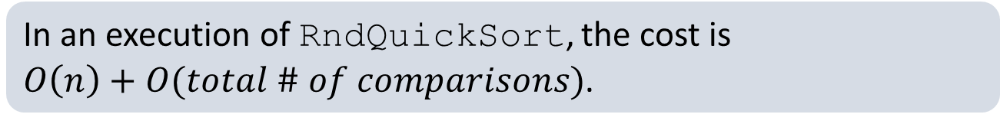 In an execution of RndQuickSort, the cost is
O(n) + O(total # of comparisons).